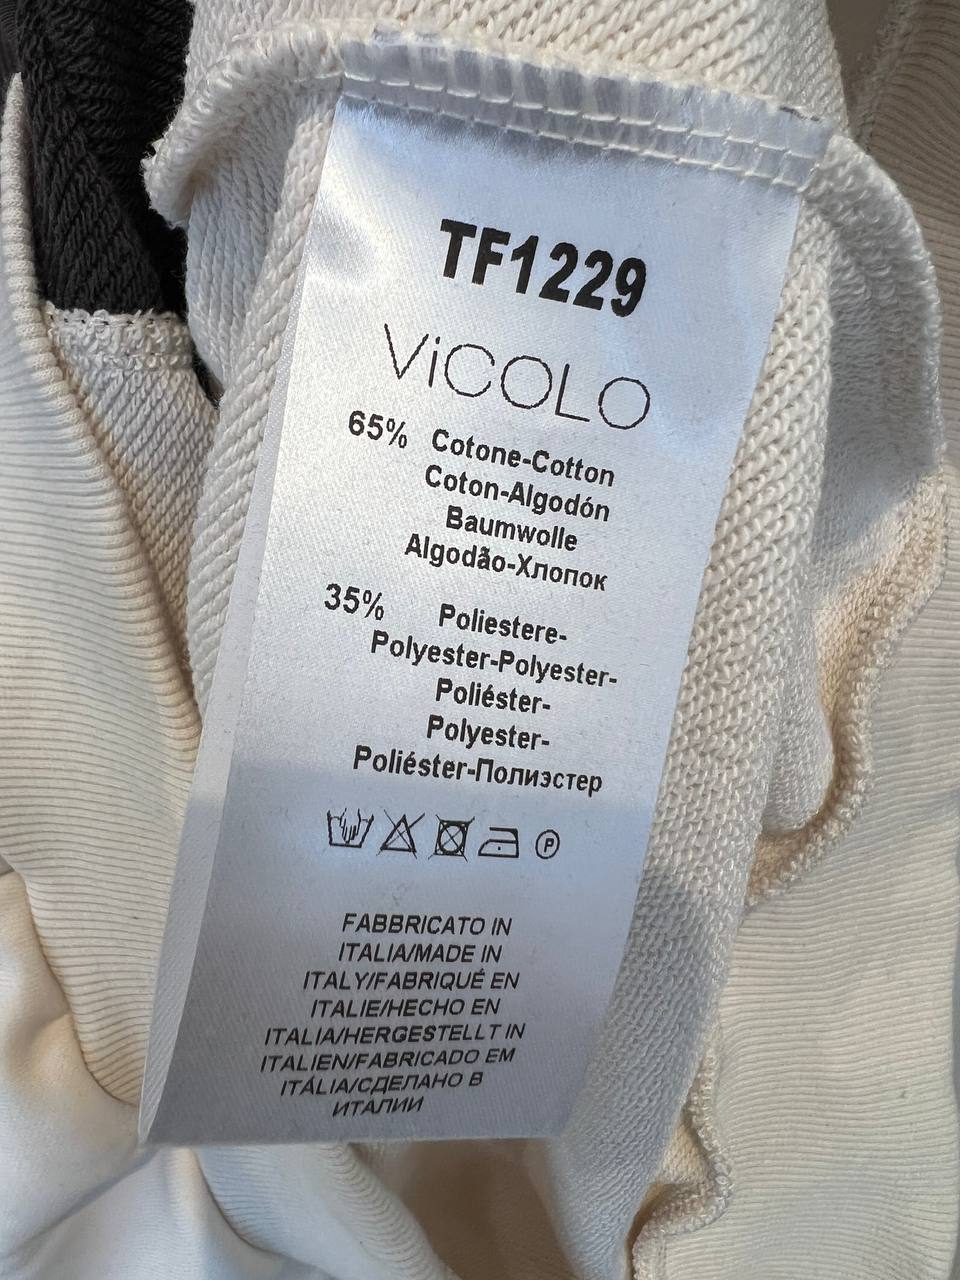 TF1229
ViCOLO
65% Cotone-Cotton
Coton-Algodón
Baumwolle
Algodão-Хлопок
35% Poliestere-
Polyester-Polyester-
Poliéster-
Polyester-
Poliéster-Полиэстер
P
FABBRICATO IN
ITALIA/MADE IN
ITALY/FABRIQUÉ EN
ITALIE/HECHO EN
ITALIA/HERGESTELLT IN
ITALIEN/FABRICADO EM
ITÁLIA/СДЕЛАНО В
ИТАЛИИ